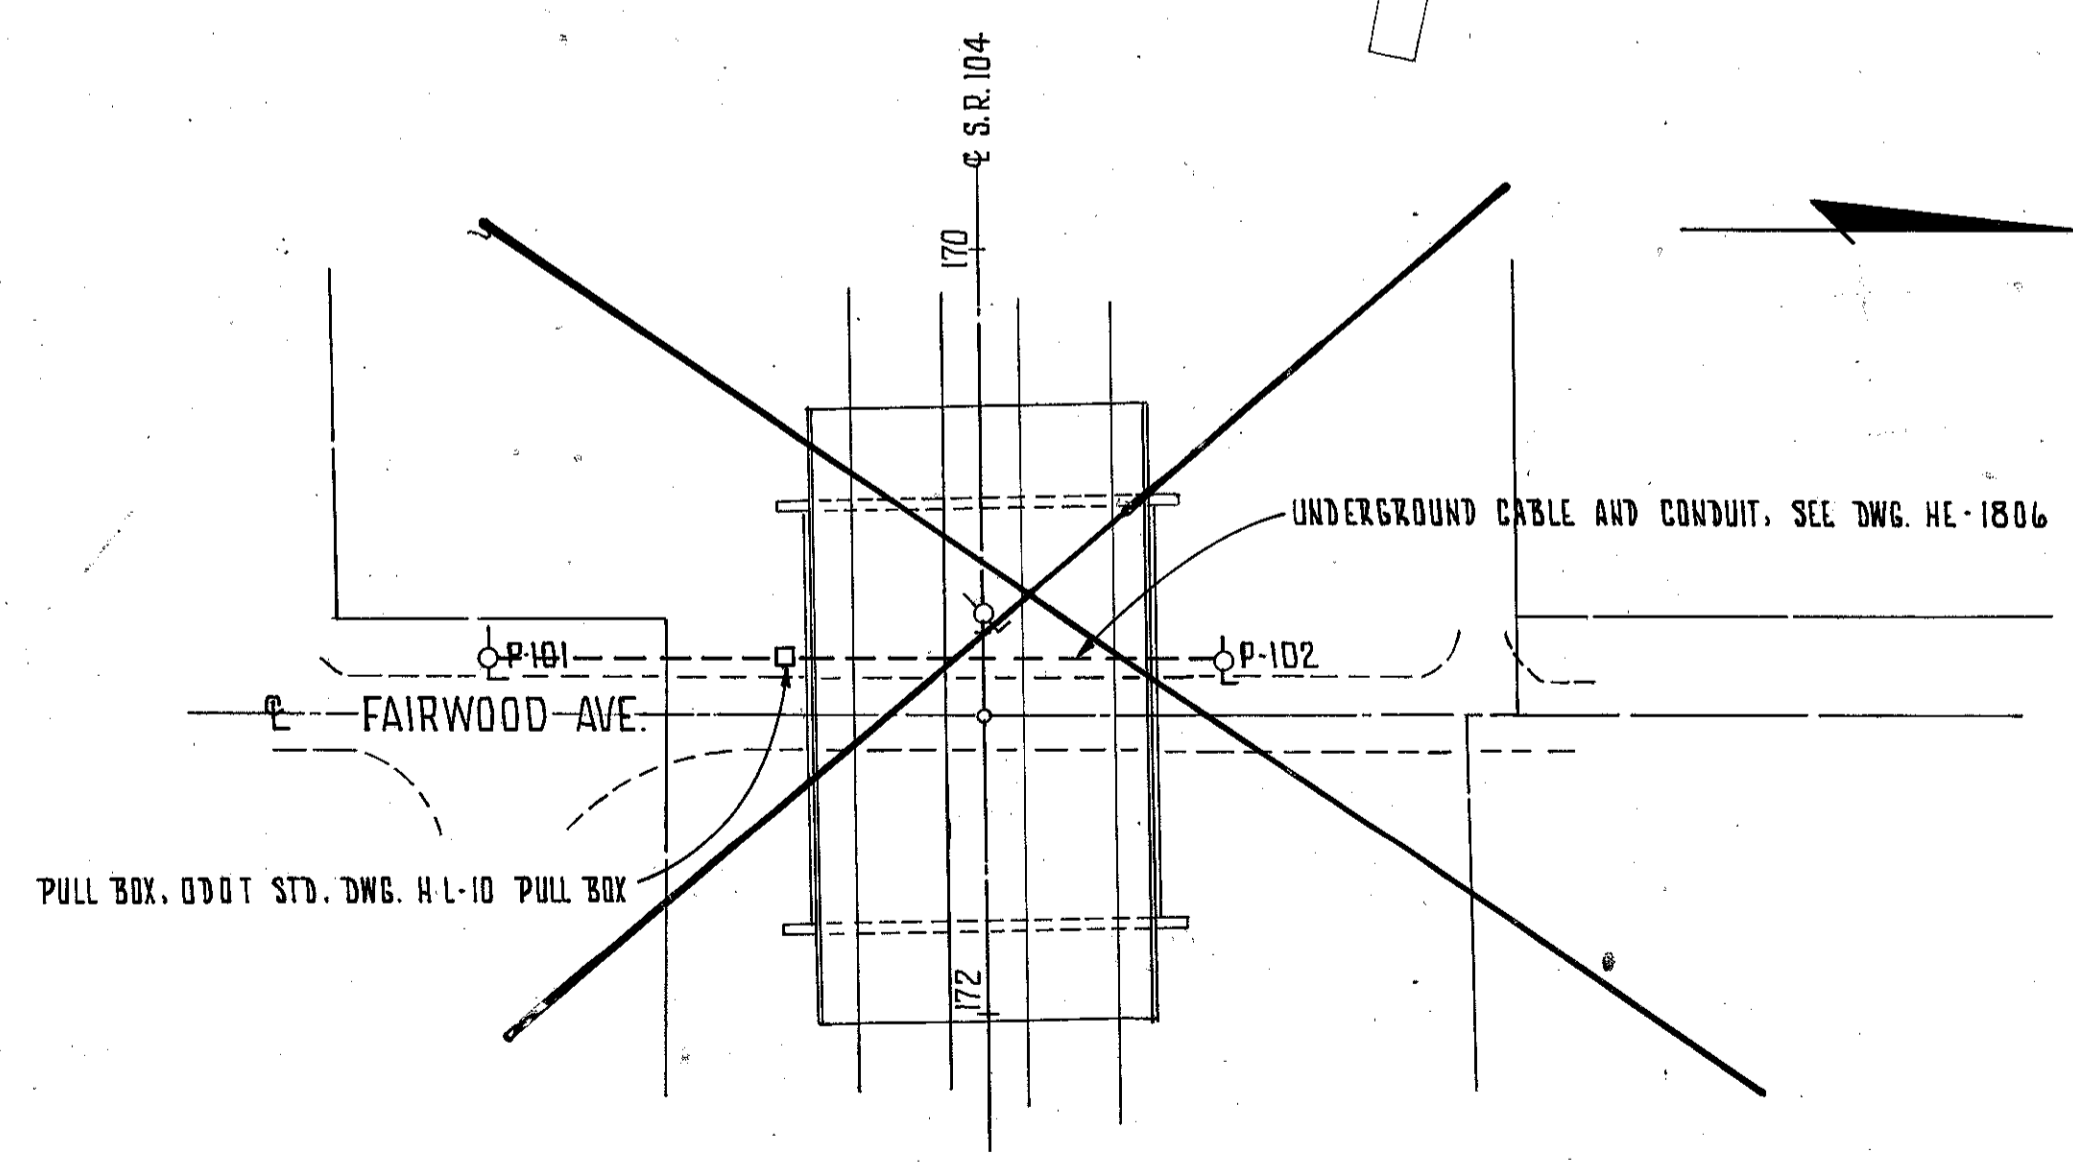 ℄ S.R. 104
170
UNDERGROUND CABLE AND CONDUIT, SEE DWG. HE-1806
P-101
P-102
℄ FAIRWOOD AVE.
PULL BOX, ODOT STD. DWG. HL-10 PULL BOX
172